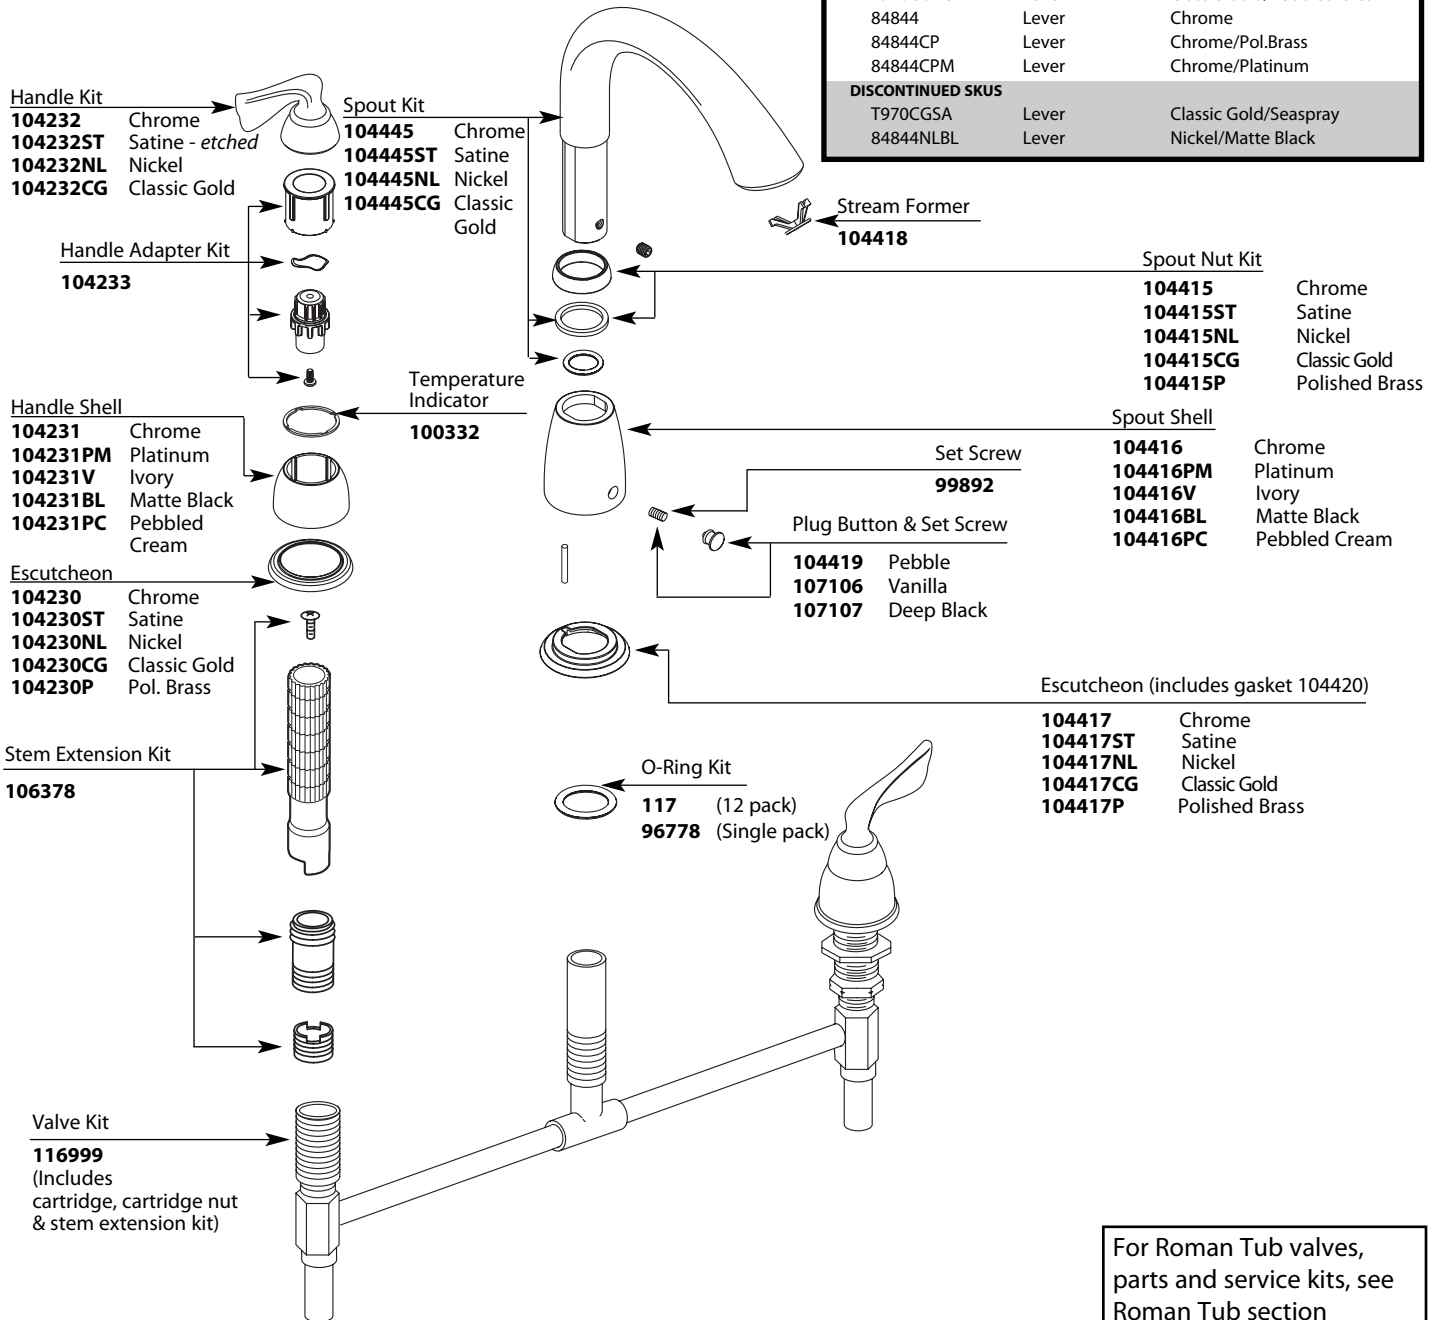 84844 Lever Chrome
84844CP Lever Chrome/Pol.Brass
84844CPM Lever Chrome/Platinum
DISCONTINUED SKUS
T970CGSA Lever Classic Gold/Seaspray
84844NLBL Lever Nickel/Matte Black
Handle Kit
104232 Chrome
104232ST Satine - etched
104232NL Nickel
104232CG Classic Gold
Spout Kit
104445 Chrome
104445ST Satine
104445NL Nickel
104445CG Classic
Gold
Stream Former
104418
Handle Adapter Kit
104233
Spout Nut Kit
104415 Chrome
104415ST Satine
104415NL Nickel
104415CG Classic Gold
104415P Polished Brass
Temperature
Indicator
100332
Handle Shell
104231 Chrome
104231PM Platinum
104231V Ivory
104231BL Matte Black
104231PC Pebbled
Cream
Spout Shell
104416 Chrome
104416PM Platinum
104416V Ivory
104416BL Matte Black
104416PC Pebbled Cream
Set Screw
99892
Plug Button & Set Screw
104419 Pebble
107106 Vanilla
107107 Deep Black
Escutcheon
104230 Chrome
104230ST Satine
104230NL Nickel
104230CG Classic Gold
104230P Pol. Brass
Escutcheon (includes gasket 104420)
104417 Chrome
104417ST Satine
104417NL Nickel
104417CG Classic Gold
104417P Polished Brass
Stem Extension Kit
106378
O-Ring Kit
117 (12 pack)
96778 (Single pack)
Valve Kit
116999
(Includes
cartridge, cartridge nut
& stem extension kit)
For Roman Tub valves,
parts and service kits, see
Roman Tub section